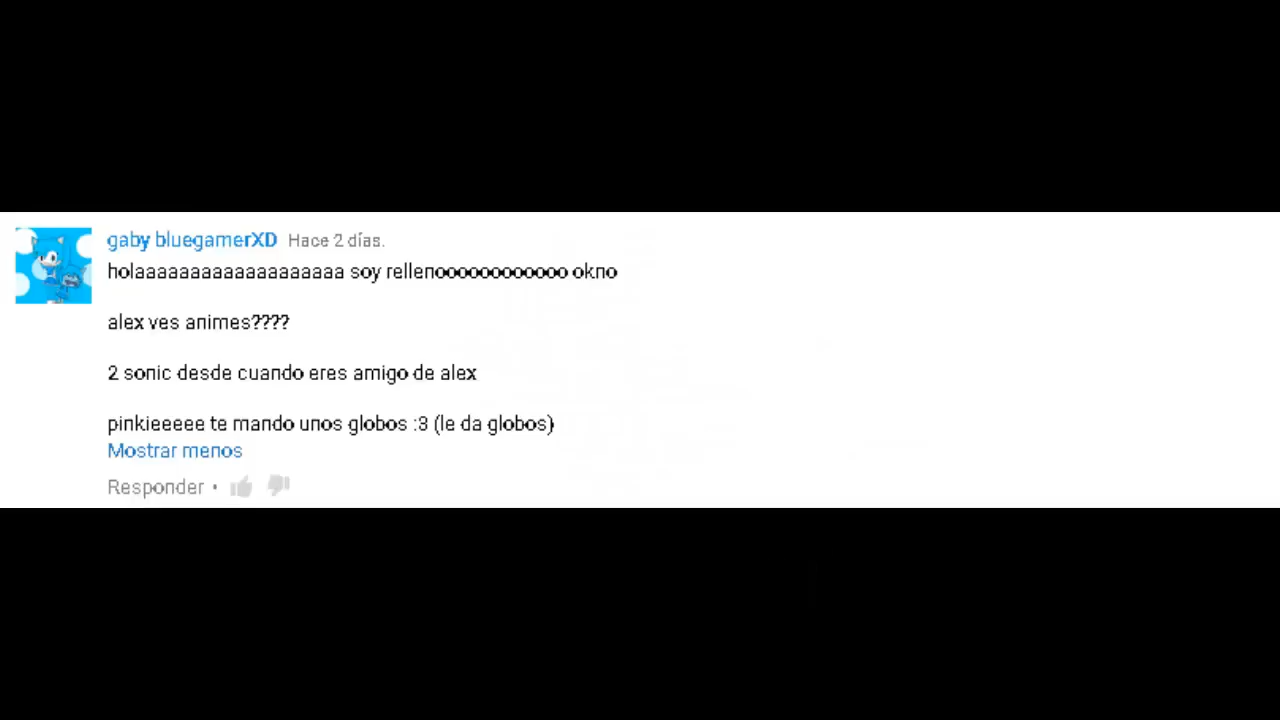 gaby bluegamerXD Hace 2 días.
holaaaaaaaaaaaaaaaaaaa soy rellenoooooooooooo okno
alex ves animes????
2 sonic desde cuando eres amigo de alex
pinkieeeee te mando unos globos :3 (le da globos)
Mostrar menos
Responder •